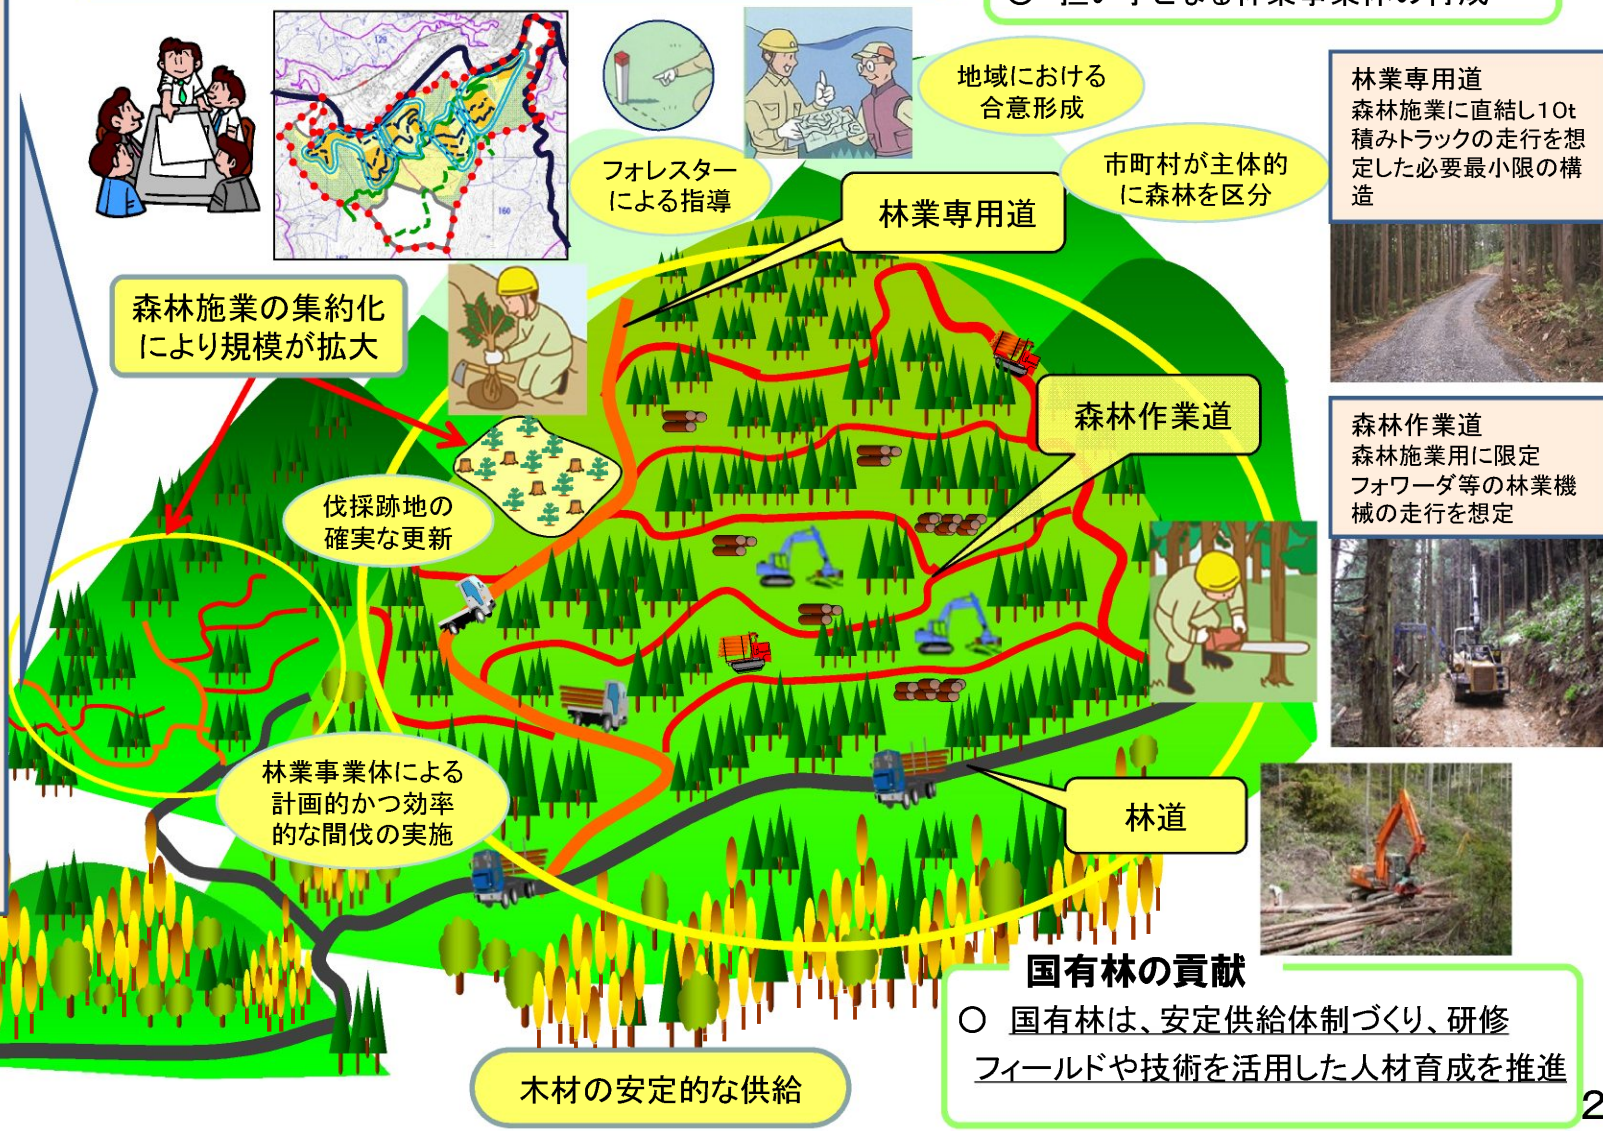 地域における
合意形成
市町村が主体的
に森林を区分
フォレスター
による指導
林業専用道
林業専用道
森林施業に直結し10t
積みトラックの走行を想
定した必要最小限の構
造
森林施業の集約化
により規模が拡大
森林作業道
森林作業道
森林施業用に限定
フォワーダ等の林業機
械の走行を想定
伐採跡地の
確実な更新
林業事業体による
計画的かつ効率
的な間伐の実施
林道
国有林の貢献
○ 国有林は、安定供給体制づくり、研修
フィールドや技術を活用した人材育成を推進
木材の安定的な供給
2